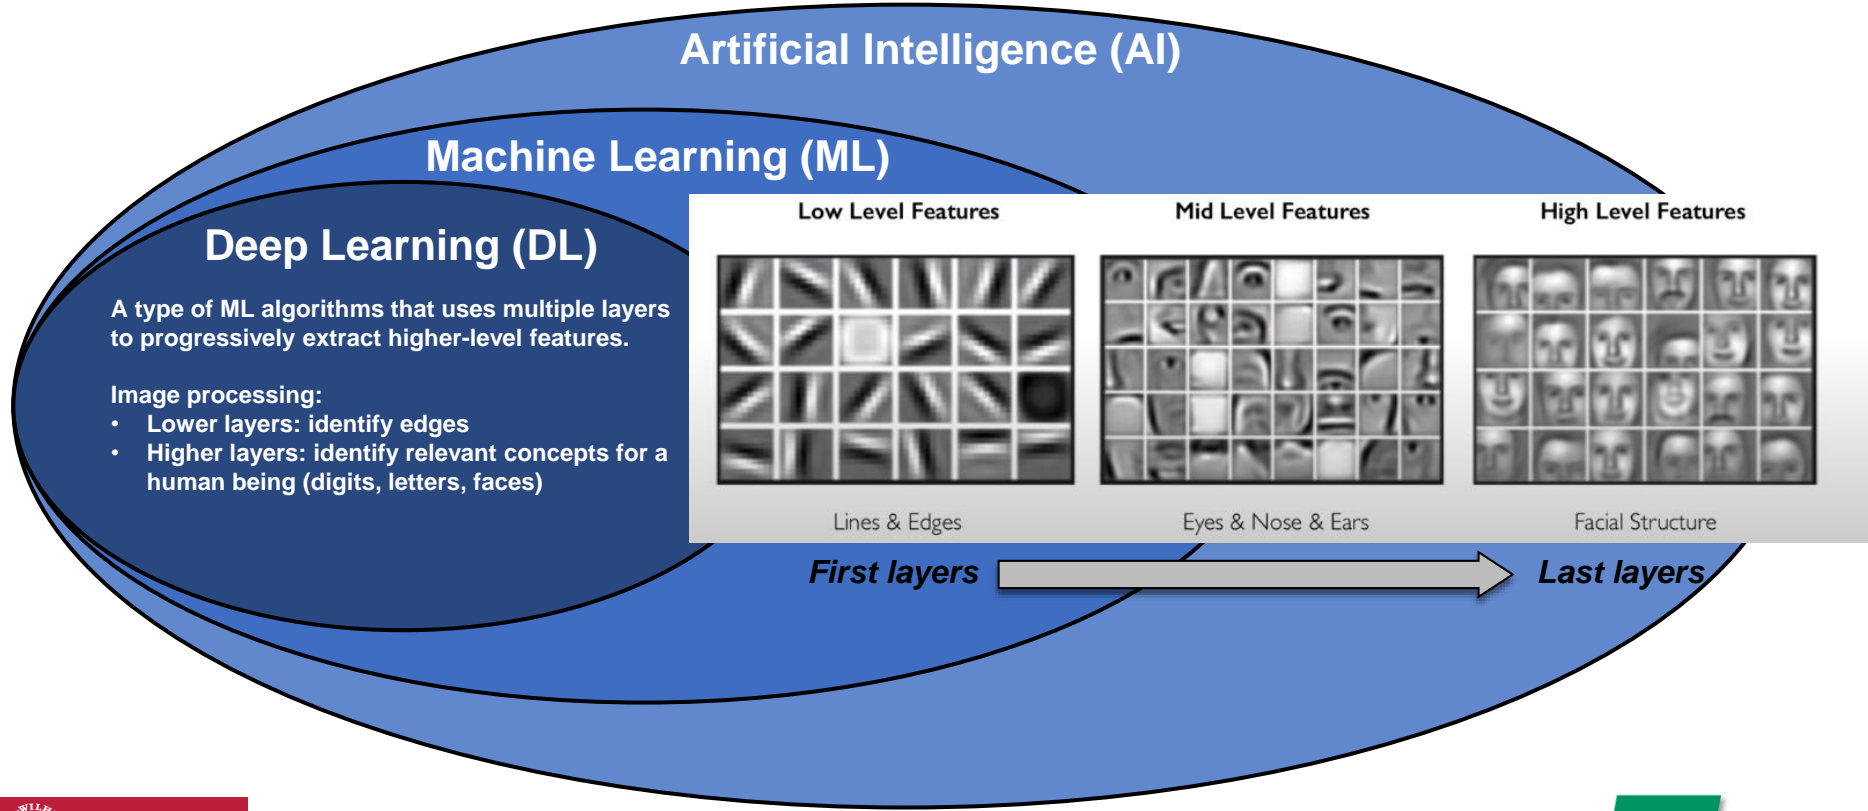 Artificial Intelligence (AI)
Machine Learning (ML)
Deep Learning (DL)
A type of ML algorithms that uses multiple layers
to progressively extract higher-level features.
Image processing:
• Lower layers: identify edges
• Higher layers: identify relevant concepts for a
human being (digits, letters, faces)
Low Level Features
Mid Level Features
High Level Features
Lines & Edges
Eyes & Nose & Ears
Facial Structure
First layers
Last layers